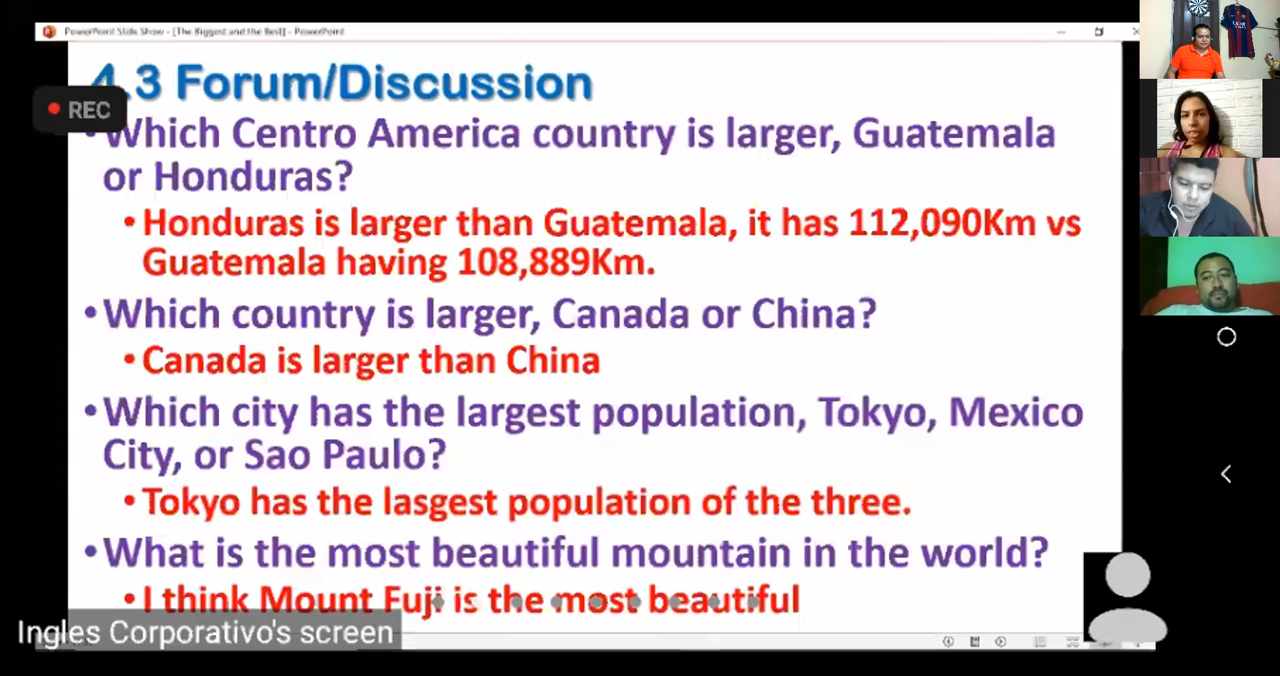 PowerPoint Slide Show - [The Biggest and the Best] - PowerPoint
4.3 Forum/Discussion
REC
Which Centro America country is larger, Guatemala
or Honduras?
• Honduras is larger than Guatemala, it has 112,090Km vs
Guatemala having 108,889Km.
• Which country is larger, Canada or China?
• Canada is larger than China
• Which city has the largest population, Tokyo, Mexico
City, or Sao Paulo?
• Tokyo has the lasgest population of the three.
• What is the most beautiful mountain in the world?
• I think Mount Fuji is the most beautiful
Ingles Corporativo's screen